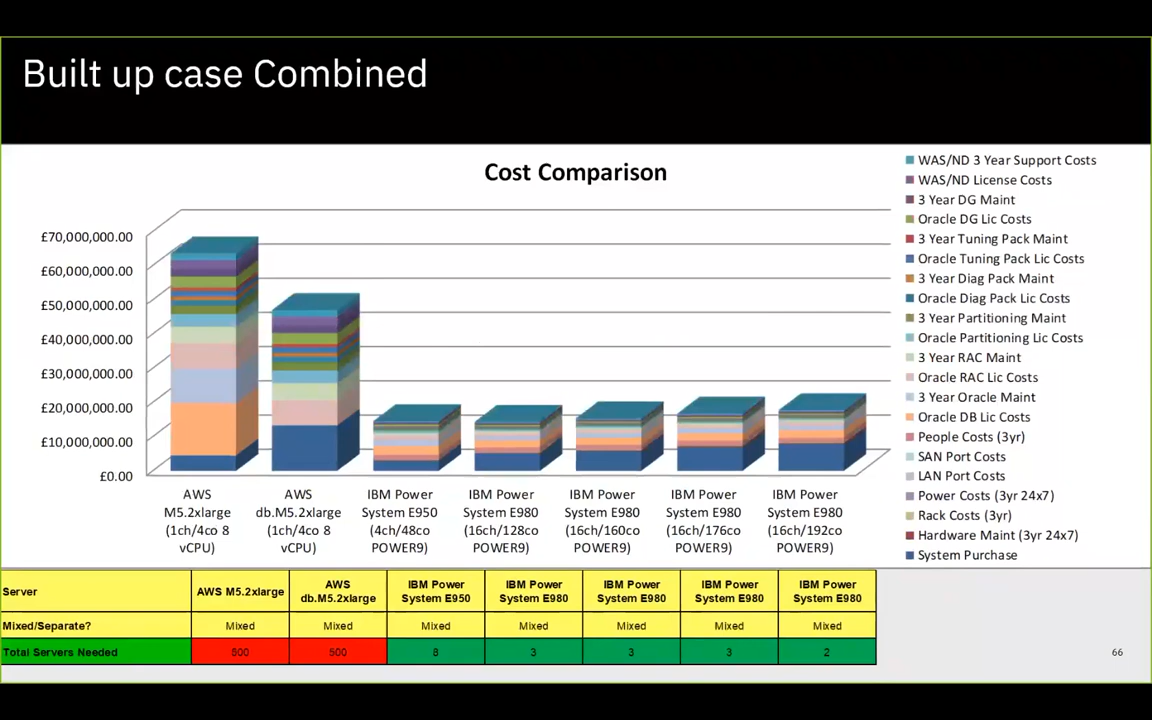 Built up case Combined
Cost Comparison
£70,000,000.00
£60,000,000.00
£50,000,000.00
£40,000,000.00
£30,000,000.00
£20,000,000.00
£10,000,000.00
£0.00
AWS
M5.2xlarge
(1ch/4co 8
vCPU)
AWS
db.M5.2xlarge
(1ch/4co 8
vCPU)
IBM Power
System E950
(4ch/48co
POWER9)
IBM Power
System E980
(16ch/128co
POWER9)
IBM Power
System E980
(16ch/160co
POWER9)
IBM Power
System E980
(16ch/176co
POWER9)
IBM Power
System E980
(16ch/192co
POWER9)
WAS/ND 3 Year Support Costs
WAS/ND License Costs
3 Year DG Maint
Oracle DG Lic Costs
3 Year Tuning Pack Maint
Oracle Tuning Pack Lic Costs
3 Year Diag Pack Maint
Oracle Diag Pack Lic Costs
3 Year Partitioning Maint
Oracle Partitioning Lic Costs
3 Year RAC Maint
Oracle RAC Lic Costs
3 Year Oracle Maint
Oracle DB Lic Costs
People Costs (3yr)
SAN Port Costs
LAN Port Costs
Power Costs (3yr 24x7)
Rack Costs (3yr)
Hardware Maint (3yr 24x7)
System Purchase
Server
AWS M5.2xlarge
AWS
db.M5.2xlarge
IBM Power
System E950
IBM Power
System E980
IBM Power
System E980
IBM Power
System E980
IBM Power
System E980
Mixed/Separate?
Mixed
Mixed
Mixed
Mixed
Mixed
Mixed
Mixed
Total Servers Needed
500
8
3
3
3
2
66